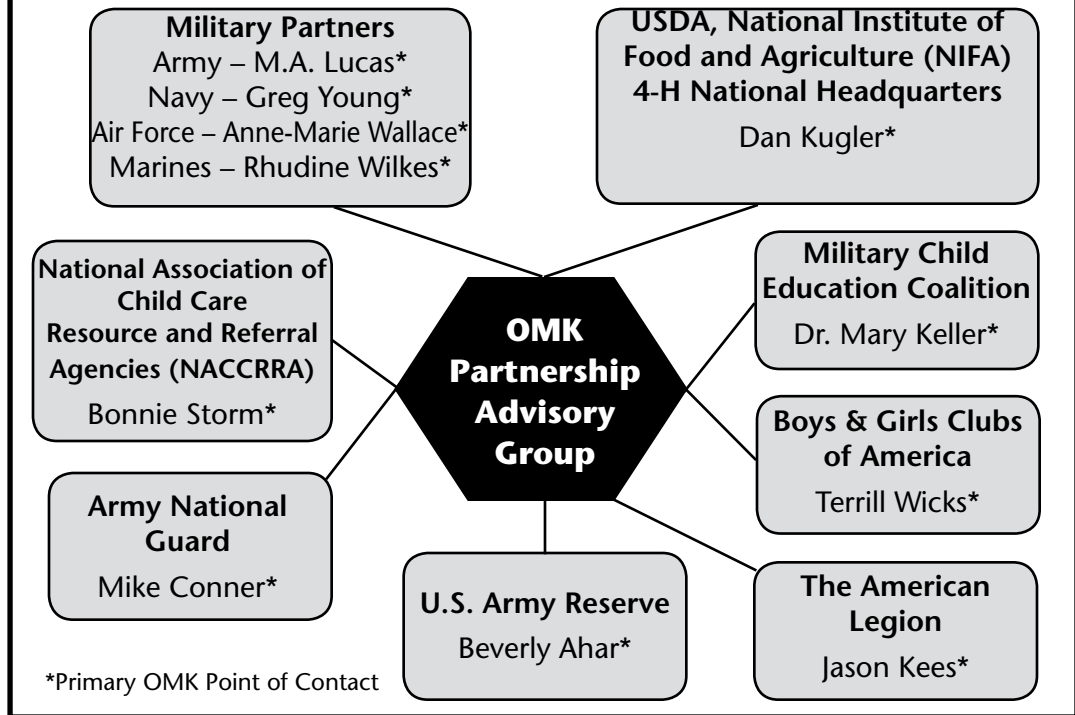 Military Partners
Army – M.A. Lucas*
Navy – Greg Young*
Air Force – Anne-Marie Wallace*
Marines – Rhudine Wilkes*
USDA, National Institute of
Food and Agriculture (NIFA)
4-H National Headquarters
Dan Kugler*
National Association of
Child Care
Resource and Referral
Agencies (NACCRRA)
Bonnie Storm*
OMK
Partnership
Advisory
Group
Military Child
Education Coalition
Dr. Mary Keller*
Boys & Girls Clubs
of America
Terrill Wicks*
Army National
Guard
Mike Conner*
U.S. Army Reserve
Beverly Ahar*
The American
Legion
Jason Kees*
*Primary OMK Point of Contact